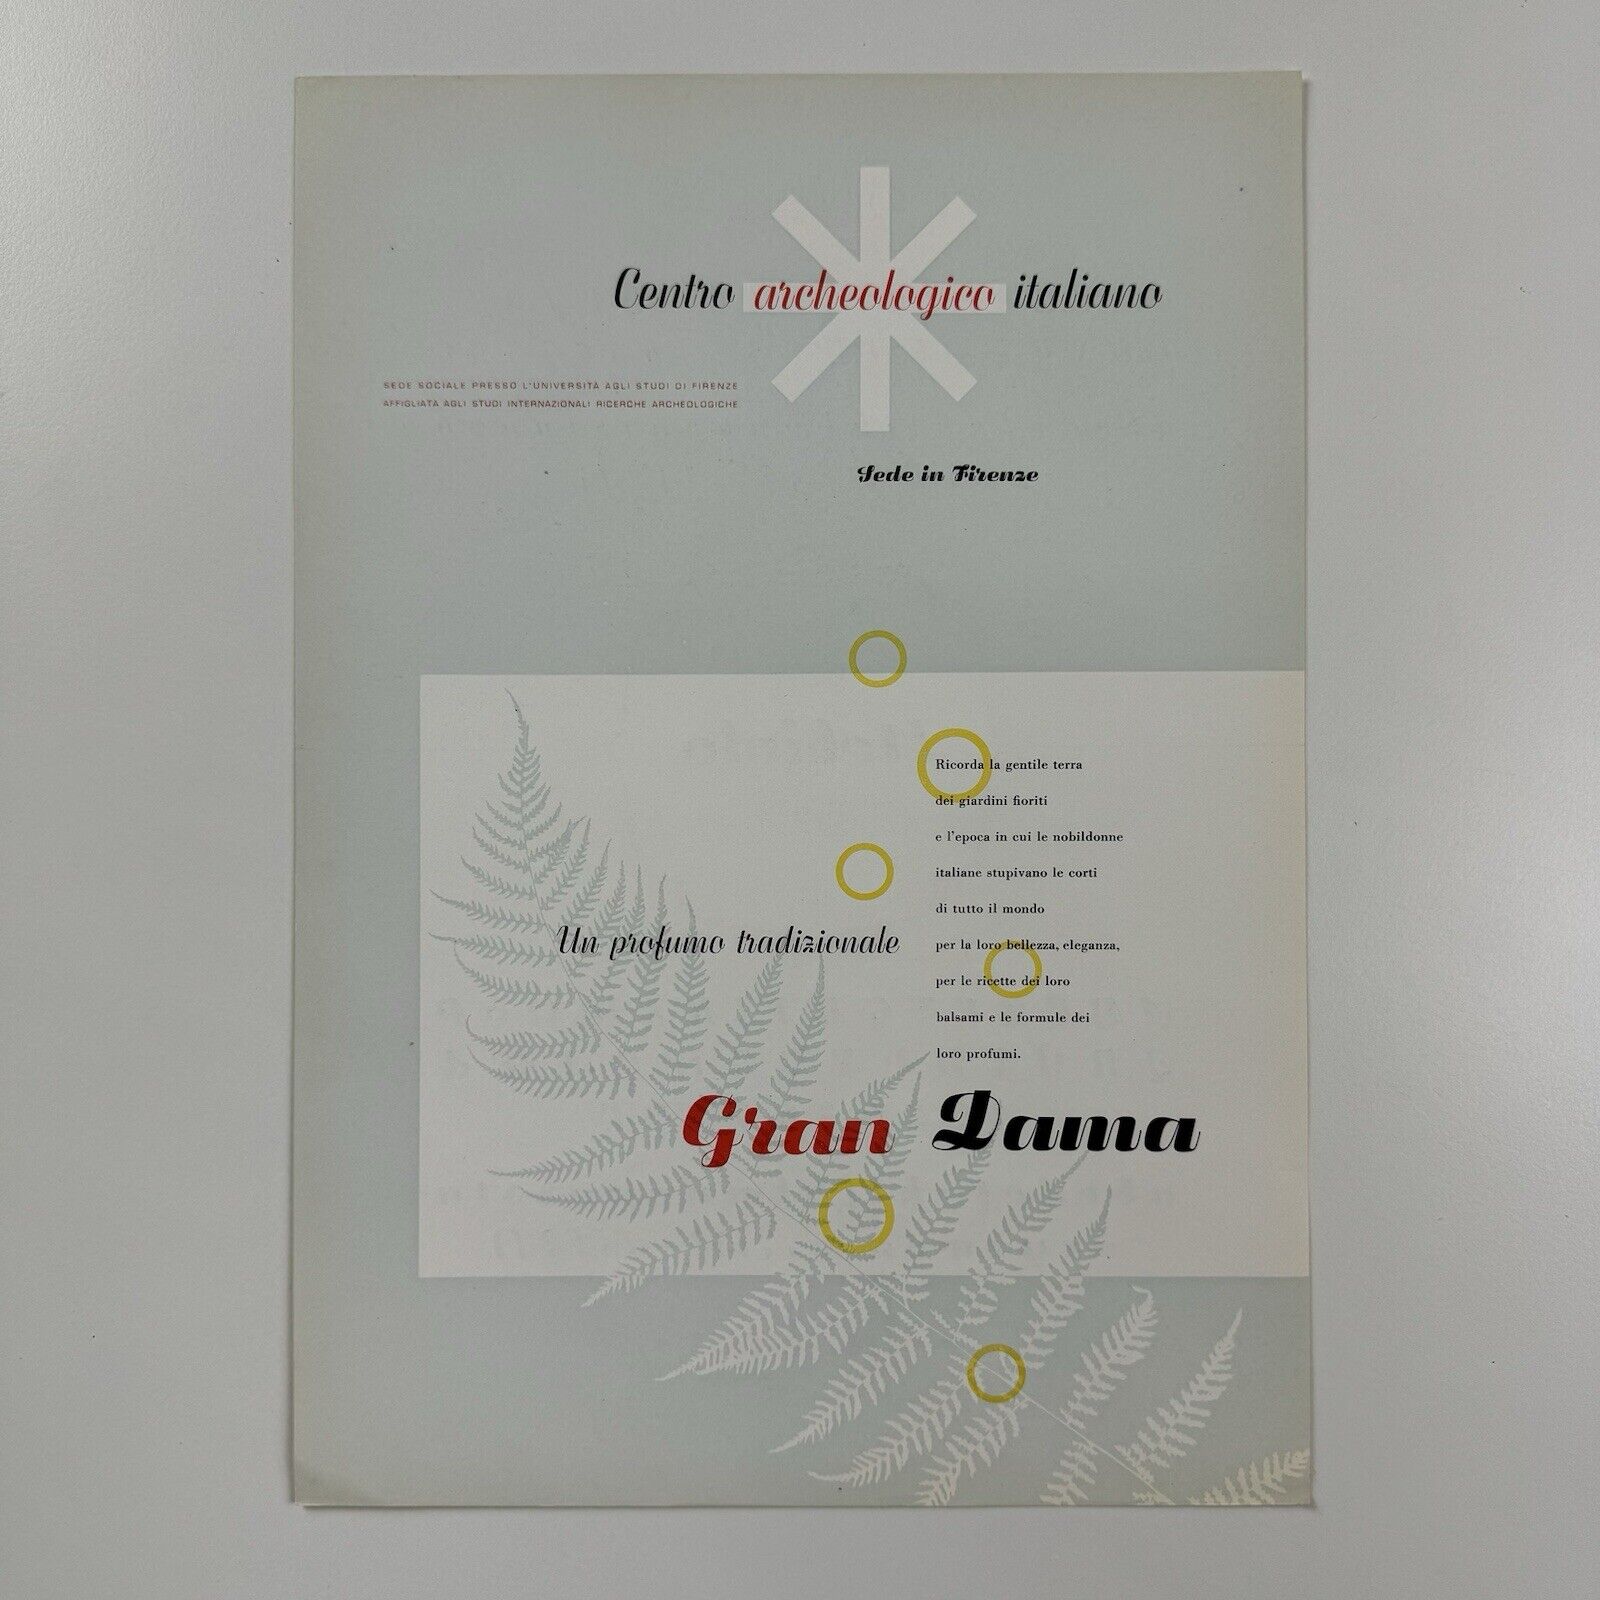 Centro archeologico italiano
SEDE SOCIALE PRESSO L'UNIVERSITÀ AGLI STUDI DI FIRENZE
AFFIGLIATA AGLI STUDI INTERNAZIONALI RICERCHE ARCHEOLOGICHE
Sede in Firenze
Un profumo tradizionale
Ricorda la gentile terra
dei giardini fioriti
e l'epoca in cui le nobildonne
italiane stupivano le corti
di tutto il mondo
per la loro bellezza, eleganza,
per le ricette dei loro
balsami e le formule dei
loro profumi.
Gran Dama